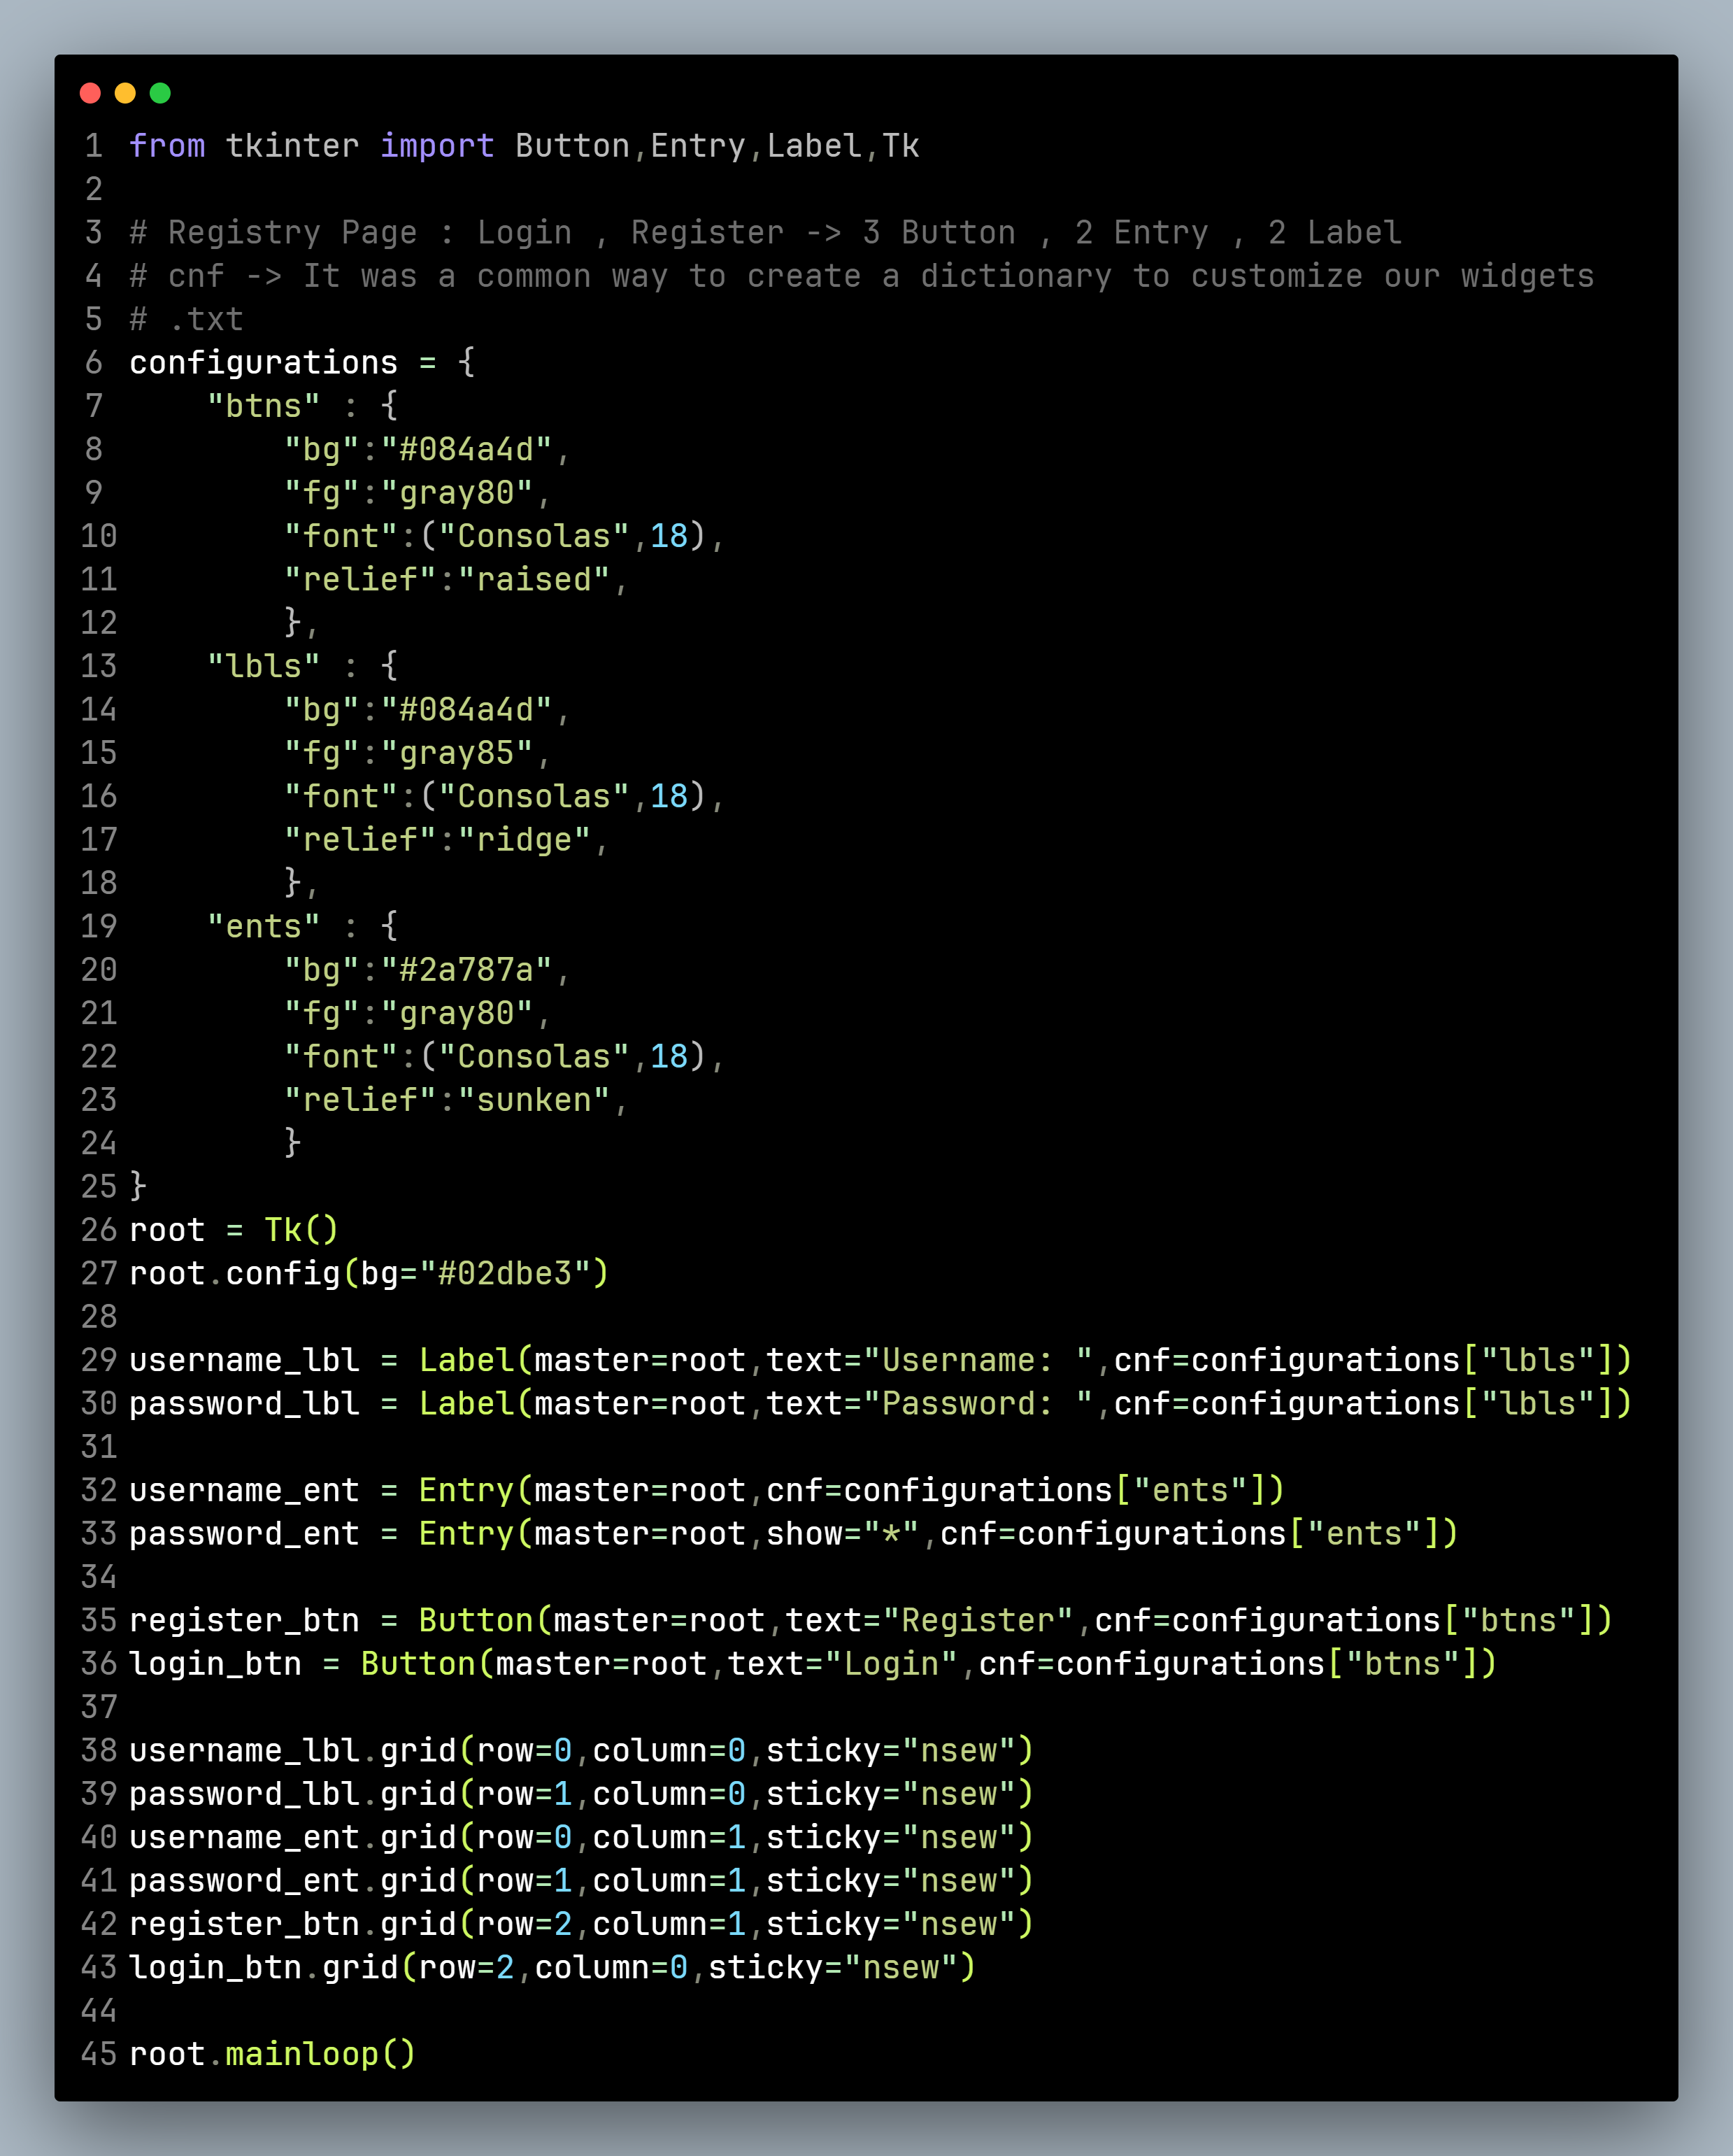 1 from tkinter import Button,Entry,Label,Tk
2
3 # Registry Page : Login , Register -> 3 Button , 2 Entry , 2 Label
4 # cnf -> It was a common way to create a dictionary to customize our widgets
5 # .txt
6 configurations = {
7     "btns" : {
8         "bg":"#084a4d",
9         "fg":"gray80",
10         "font":("Consolas",18),
11         "relief":"raised",
12         },
13     "lbls" : {
14         "bg":"#084a4d",
15         "fg":"gray85",
16         "font":("Consolas",18),
17         "relief":"ridge",
18         },
19     "ents" : {
20         "bg":"#2a787a",
21         "fg":"gray80",
22         "font":("Consolas",18),
23         "relief":"sunken",
24         }
25 }
26 root = Tk()
27 root.config(bg="#02dbe3")
28
29 username_lbl = Label(master=root,text="Username: ",cnf=configurations["lbls"])
30 password_lbl = Label(master=root,text="Password: ",cnf=configurations["lbls"])
31
32 username_ent = Entry(master=root,cnf=configurations["ents"])
33 password_ent = Entry(master=root,show="*",cnf=configurations["ents"])
34
35 register_btn = Button(master=root,text="Register",cnf=configurations["btns"])
36 login_btn = Button(master=root,text="Login",cnf=configurations["btns"])
37
38 username_lbl.grid(row=0,column=0,sticky="nsew")
39 password_lbl.grid(row=1,column=0,sticky="nsew")
40 username_ent.grid(row=0,column=1,sticky="nsew")
41 password_ent.grid(row=1,column=1,sticky="nsew")
42 register_btn.grid(row=2,column=1,sticky="nsew")
43 login_btn.grid(row=2,column=0,sticky="nsew")
44
45 root.mainloop()